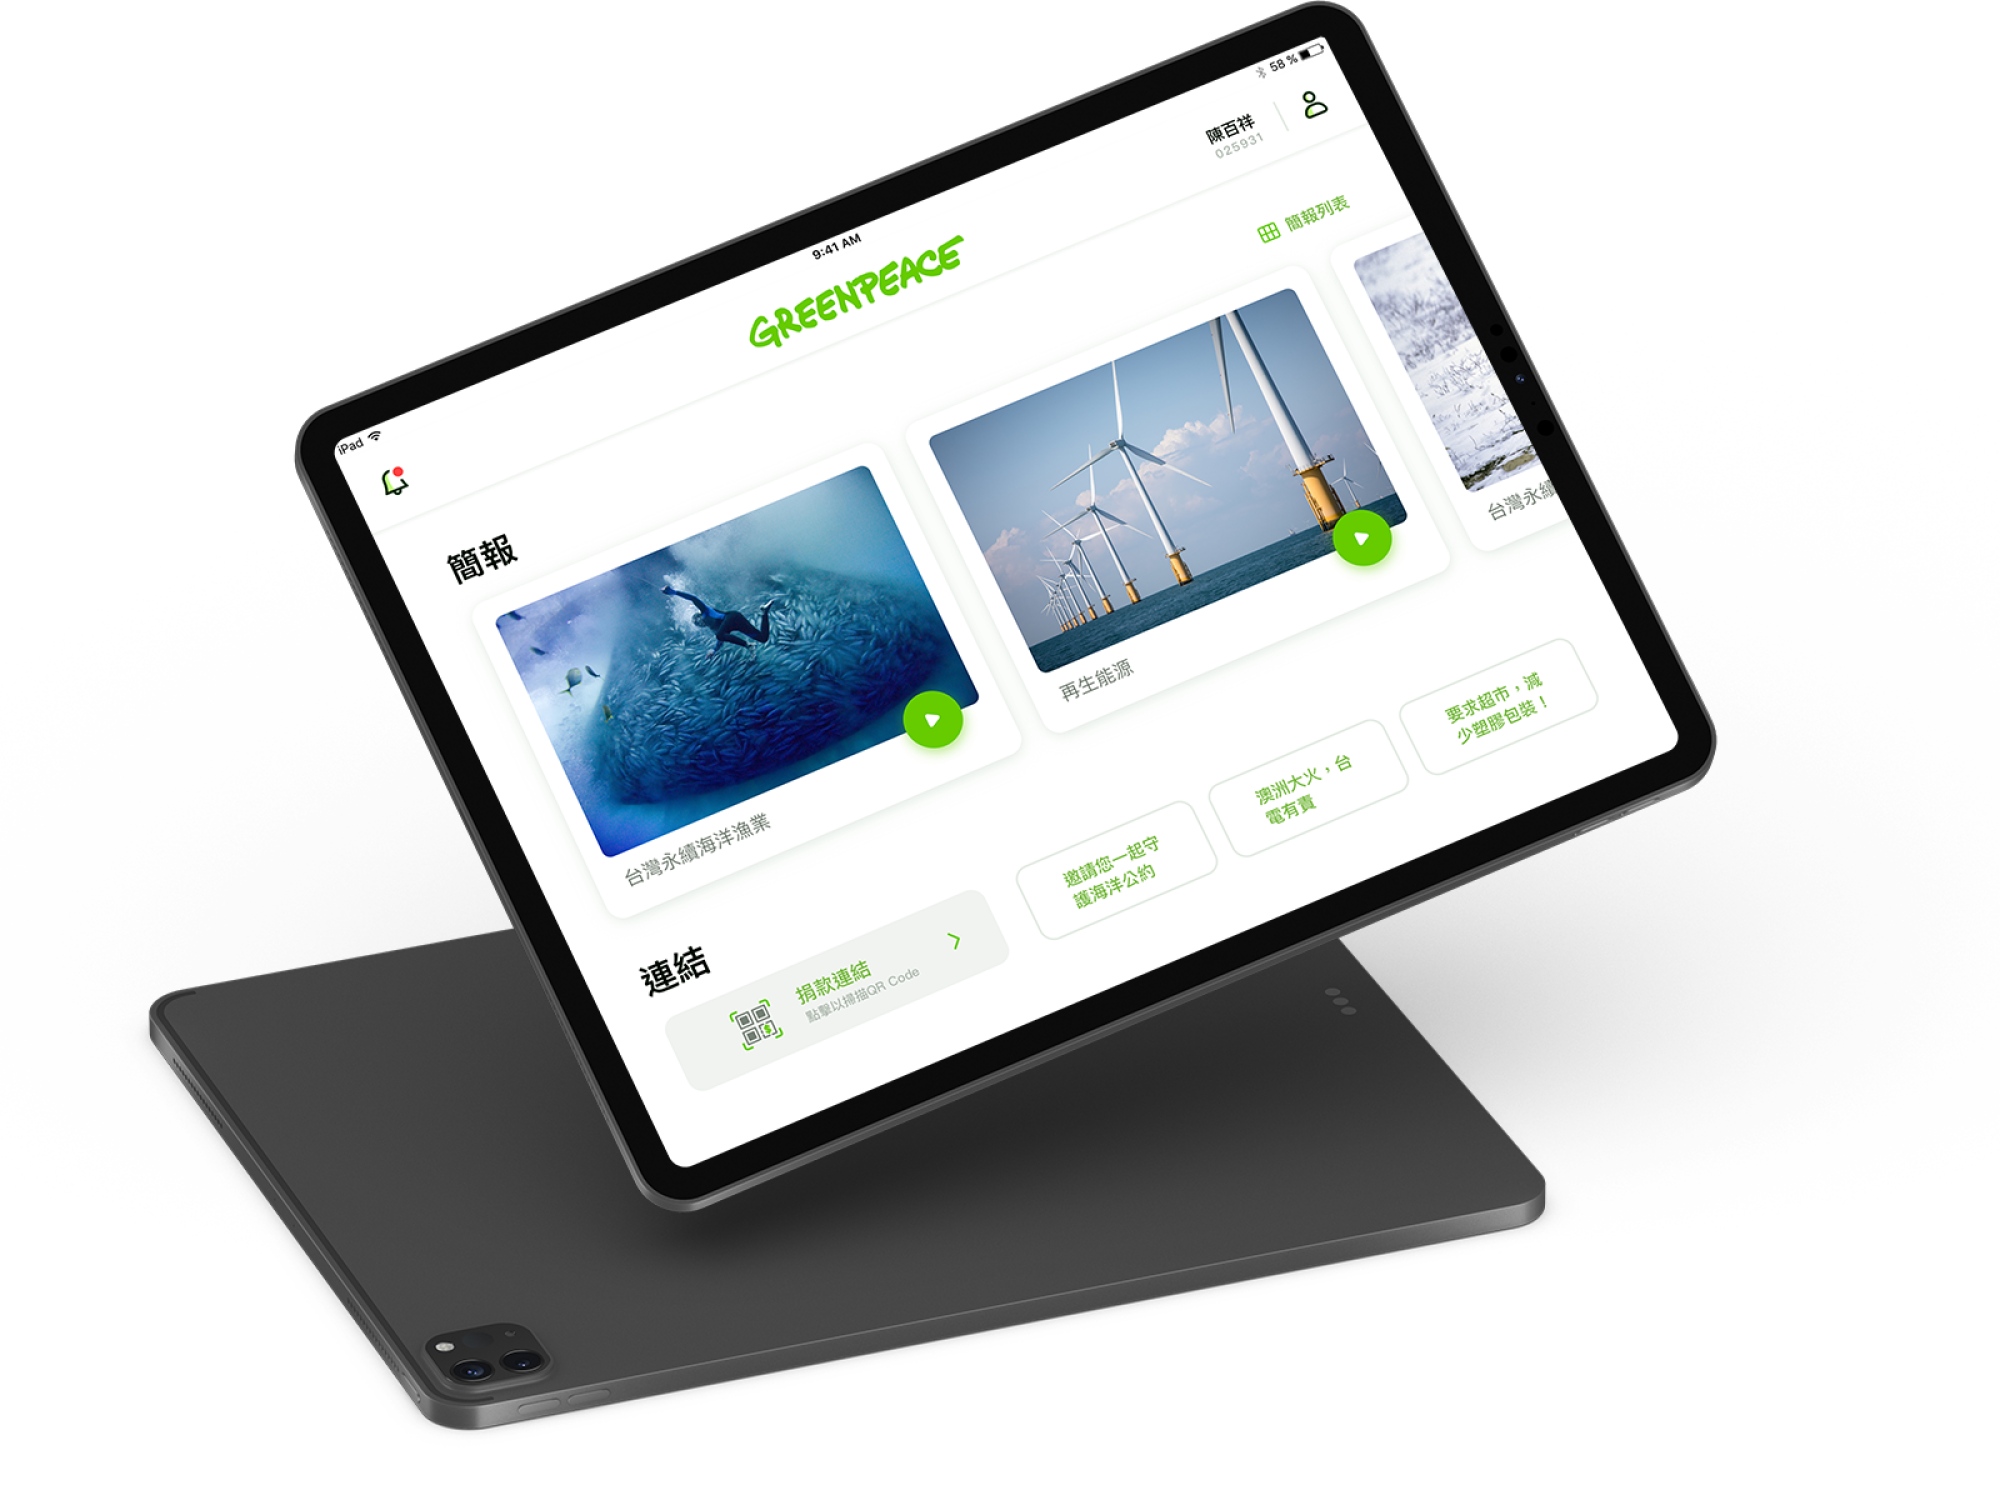 iPad
9:41 AM
58 %
陳百祥
025931
GREENPEACE
簡報
簡報列表
台灣永續海洋漁業
再生能源
台灣永續
連結
捐款連結
點擊以掃描QR Code
邀請您一起守
護海洋公約
澳洲大火，台
電有責
要求超市，減
少塑膠包裝！